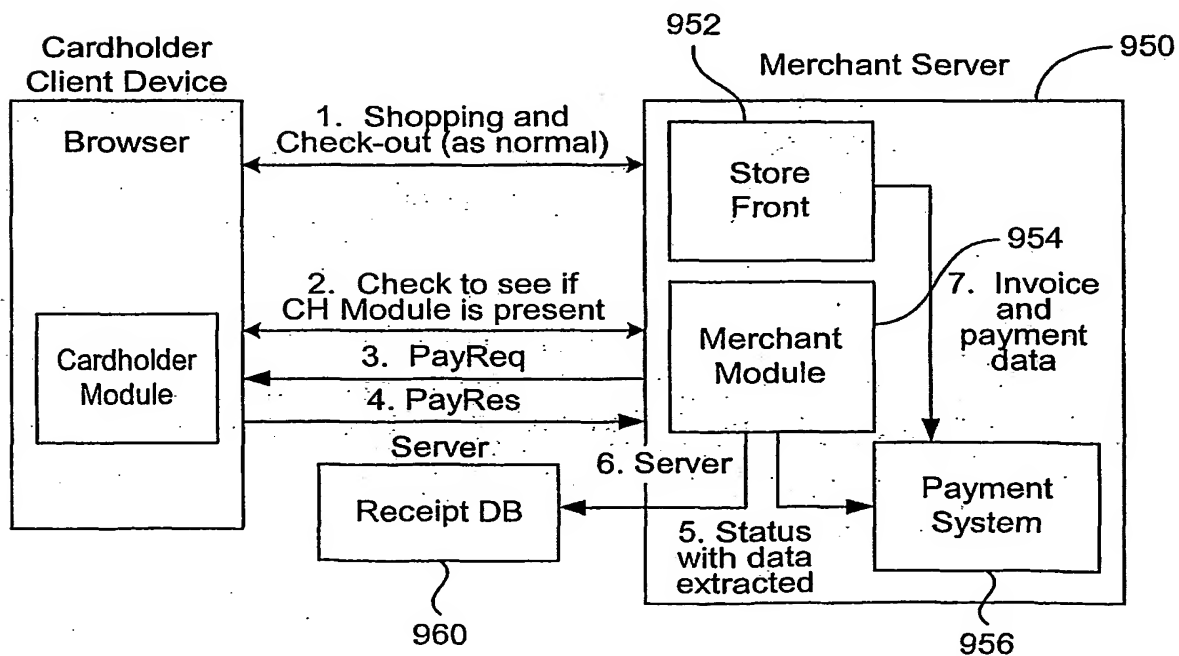 952
950
Cardholder
Client Device
Merchant Server
Browser
1. Shopping and
Check-out (as normal)
Store
Front
954
2. Check to see if
CH Module is present
7. Invoice
and
payment
data
Merchant
Module
Cardholder
Module
3. PayReq
4. PayRes
Server
6. Server
Receipt DB
Payment
System
5. Status
with data
extracted
960
956